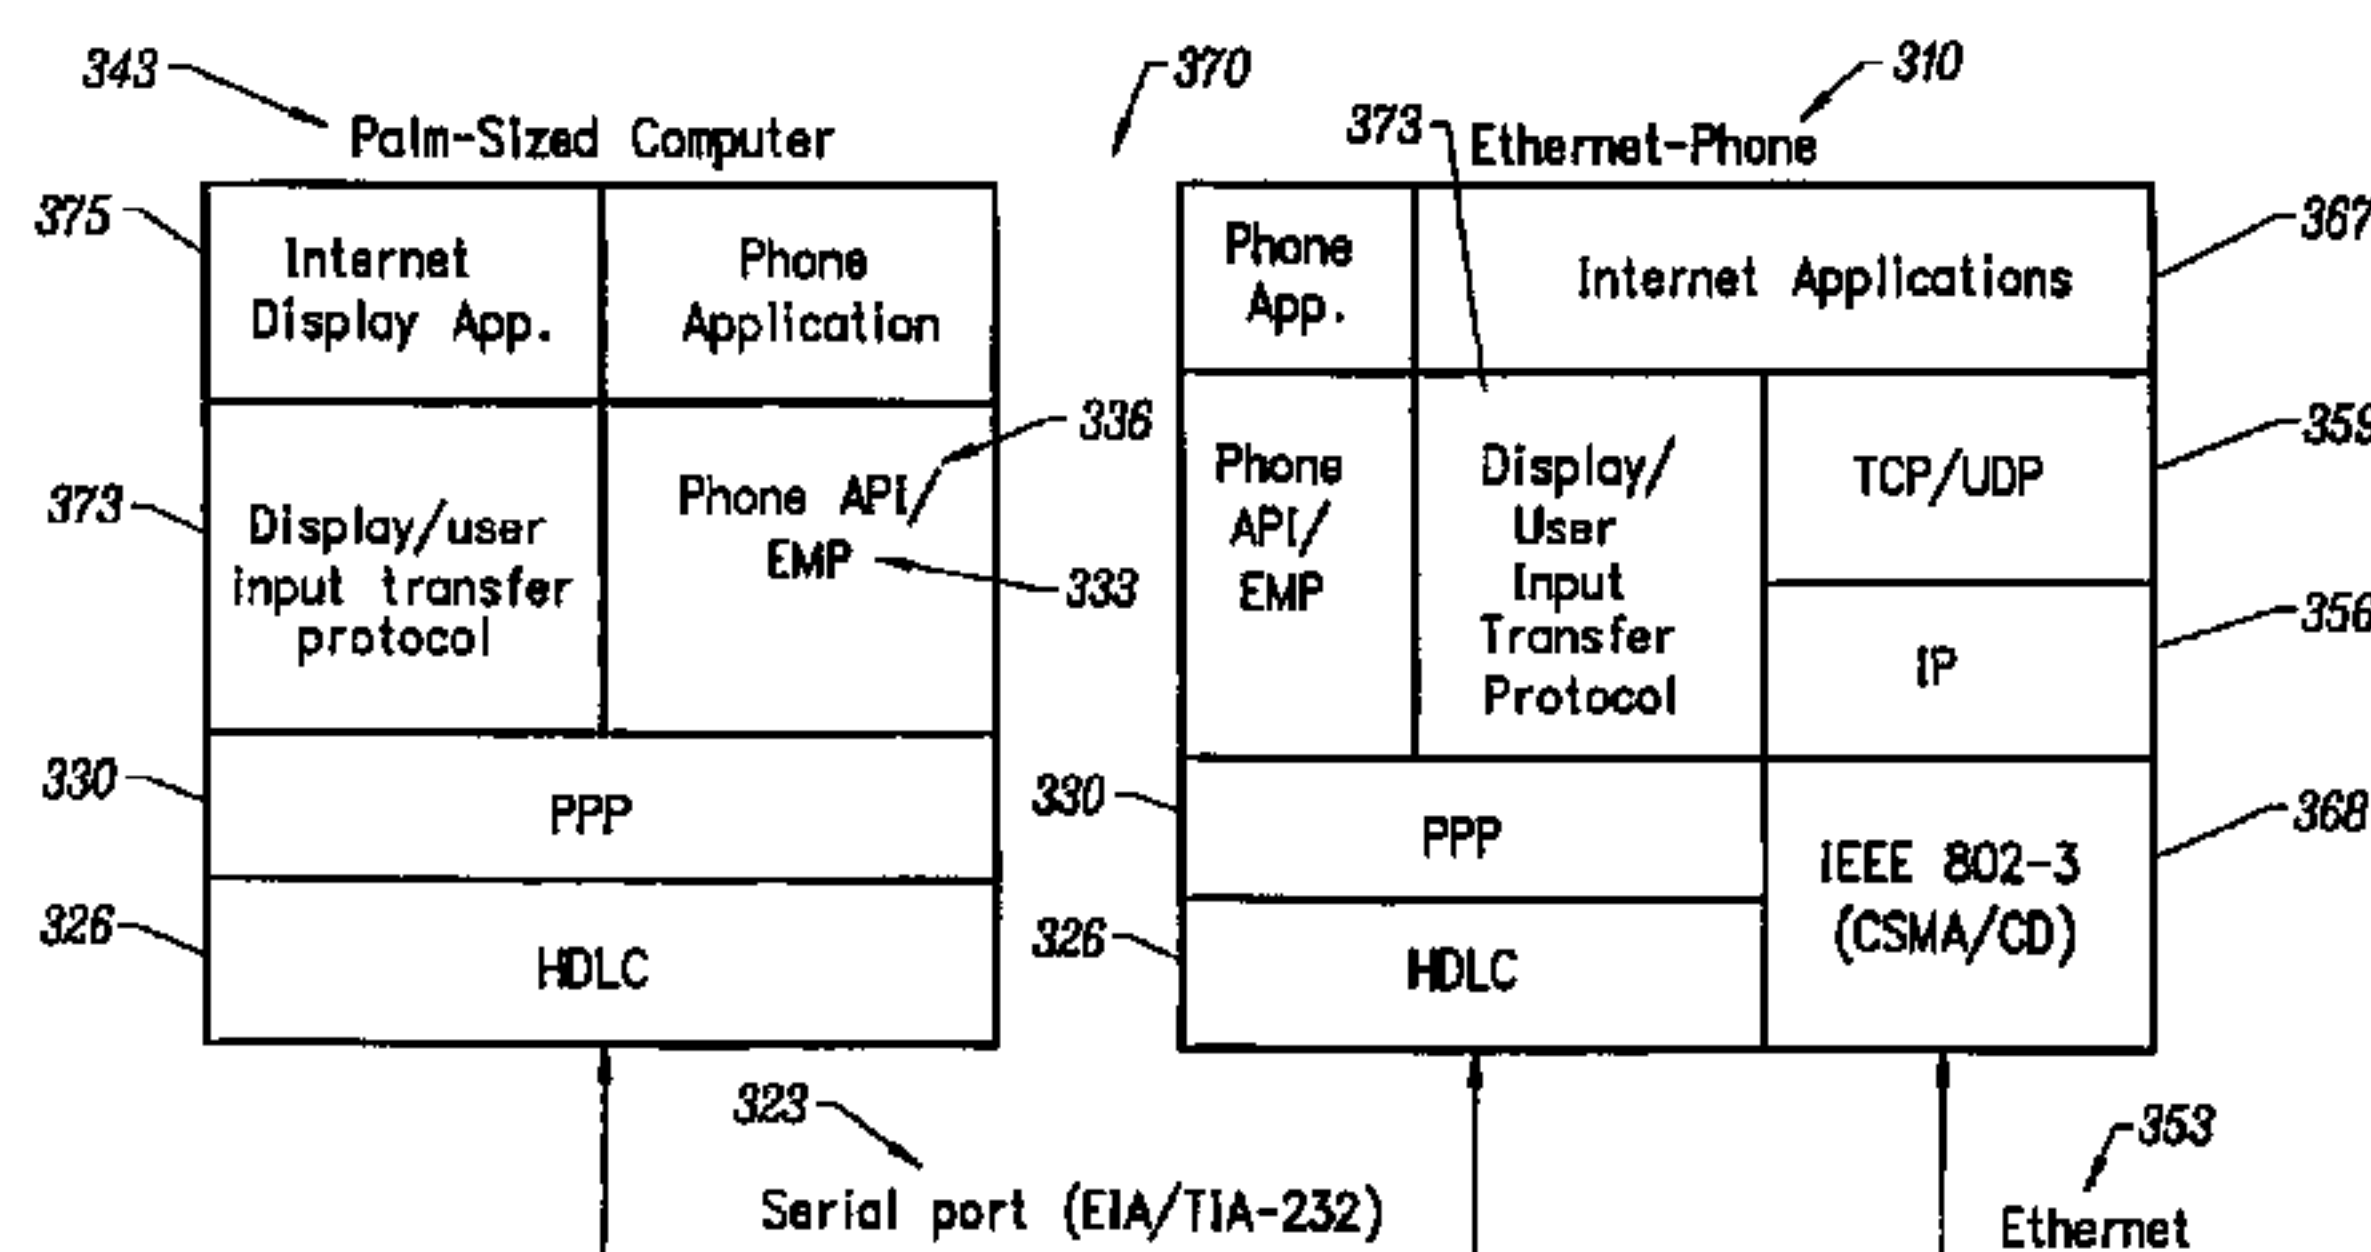 343
370
310
373
Palm-Sized Computer
Ethernet-Phone
375
Internet
Display App.
Phone
Application
Phone
App.
Internet Applications
367
336
359
373
Display/user
input transfer
protocol
Phone API/
EMP
333
Phone
API/
EMP
Display/
User
Input
Transfer
Protocol
TCP/UDP
356
IP
330
PPP
330
PPP
368
IEEE 802-3
(CSMA/CD)
326
HDLC
326
HDLC
323
Serial port (EIA/TIA-232)
353
Ethernet